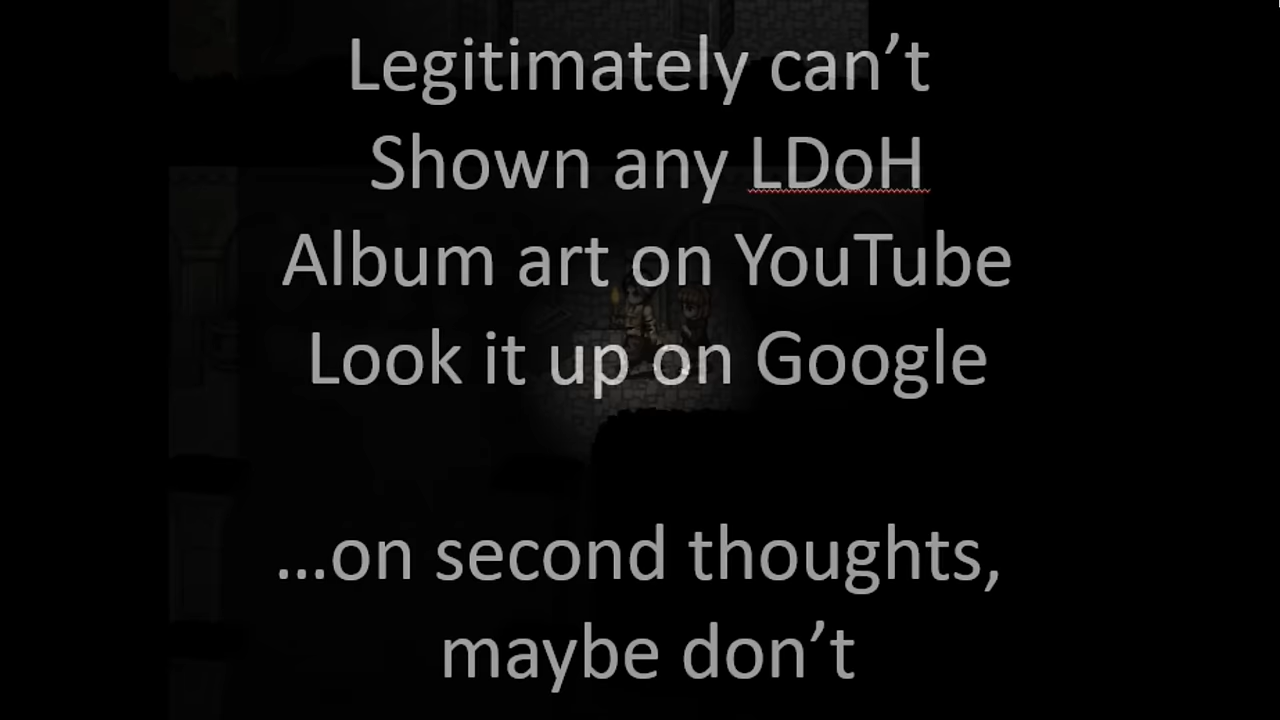 Legitimately can’t
Shown any LDoH
Album art on YouTube
Look it up on Google
…on second thoughts,
maybe don’t